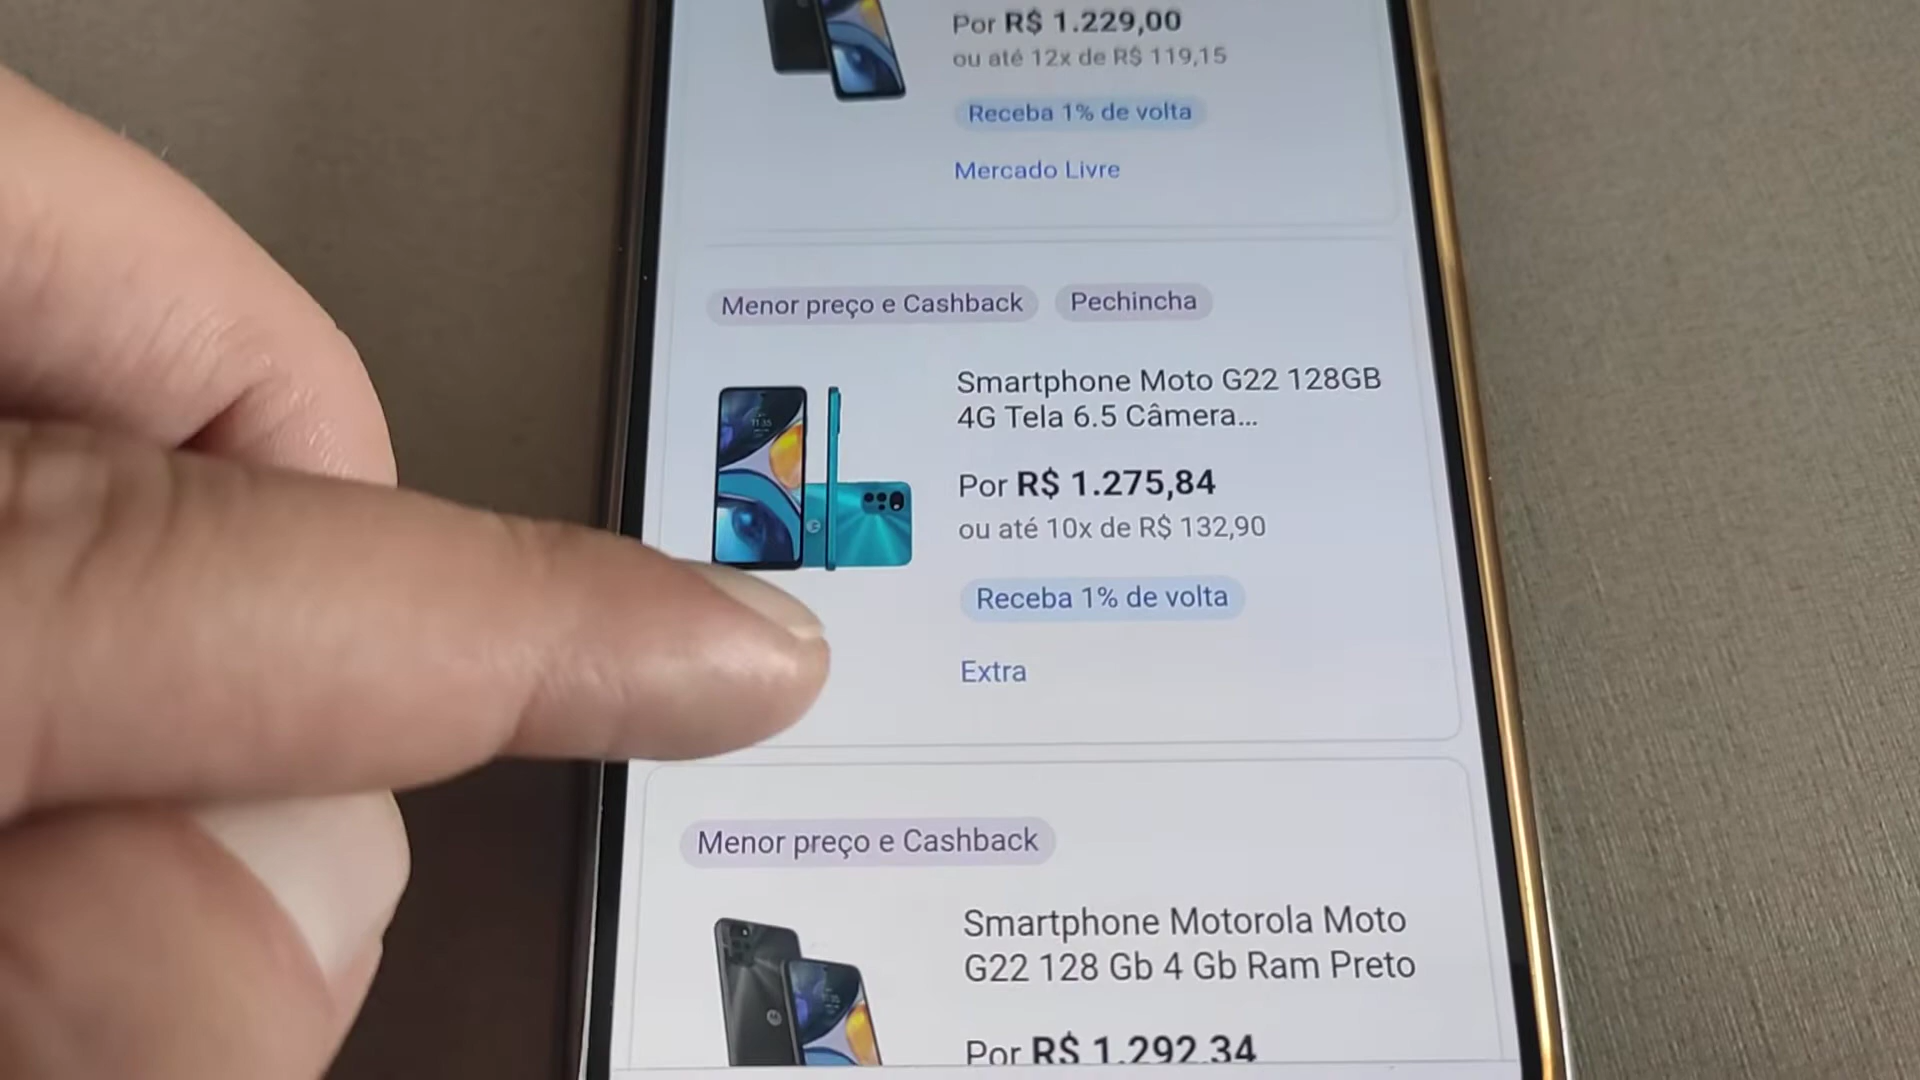 Por R$ 1.229,00
ou até 12x de R$ 119,15
Receba 1% de volta
Mercado Livre
Menor preço e Cashback
Pechincha
Smartphone Moto G22 128GB
4G Tela 6.5 Câmera...
Por R$ 1.275,84
ou até 10x de R$ 132,90
Receba 1% de volta
Extra
Menor preço e Cashback
Smartphone Motorola Moto
G22 128 Gb 4 Gb Ram Preto
Por R$ 1.292,34